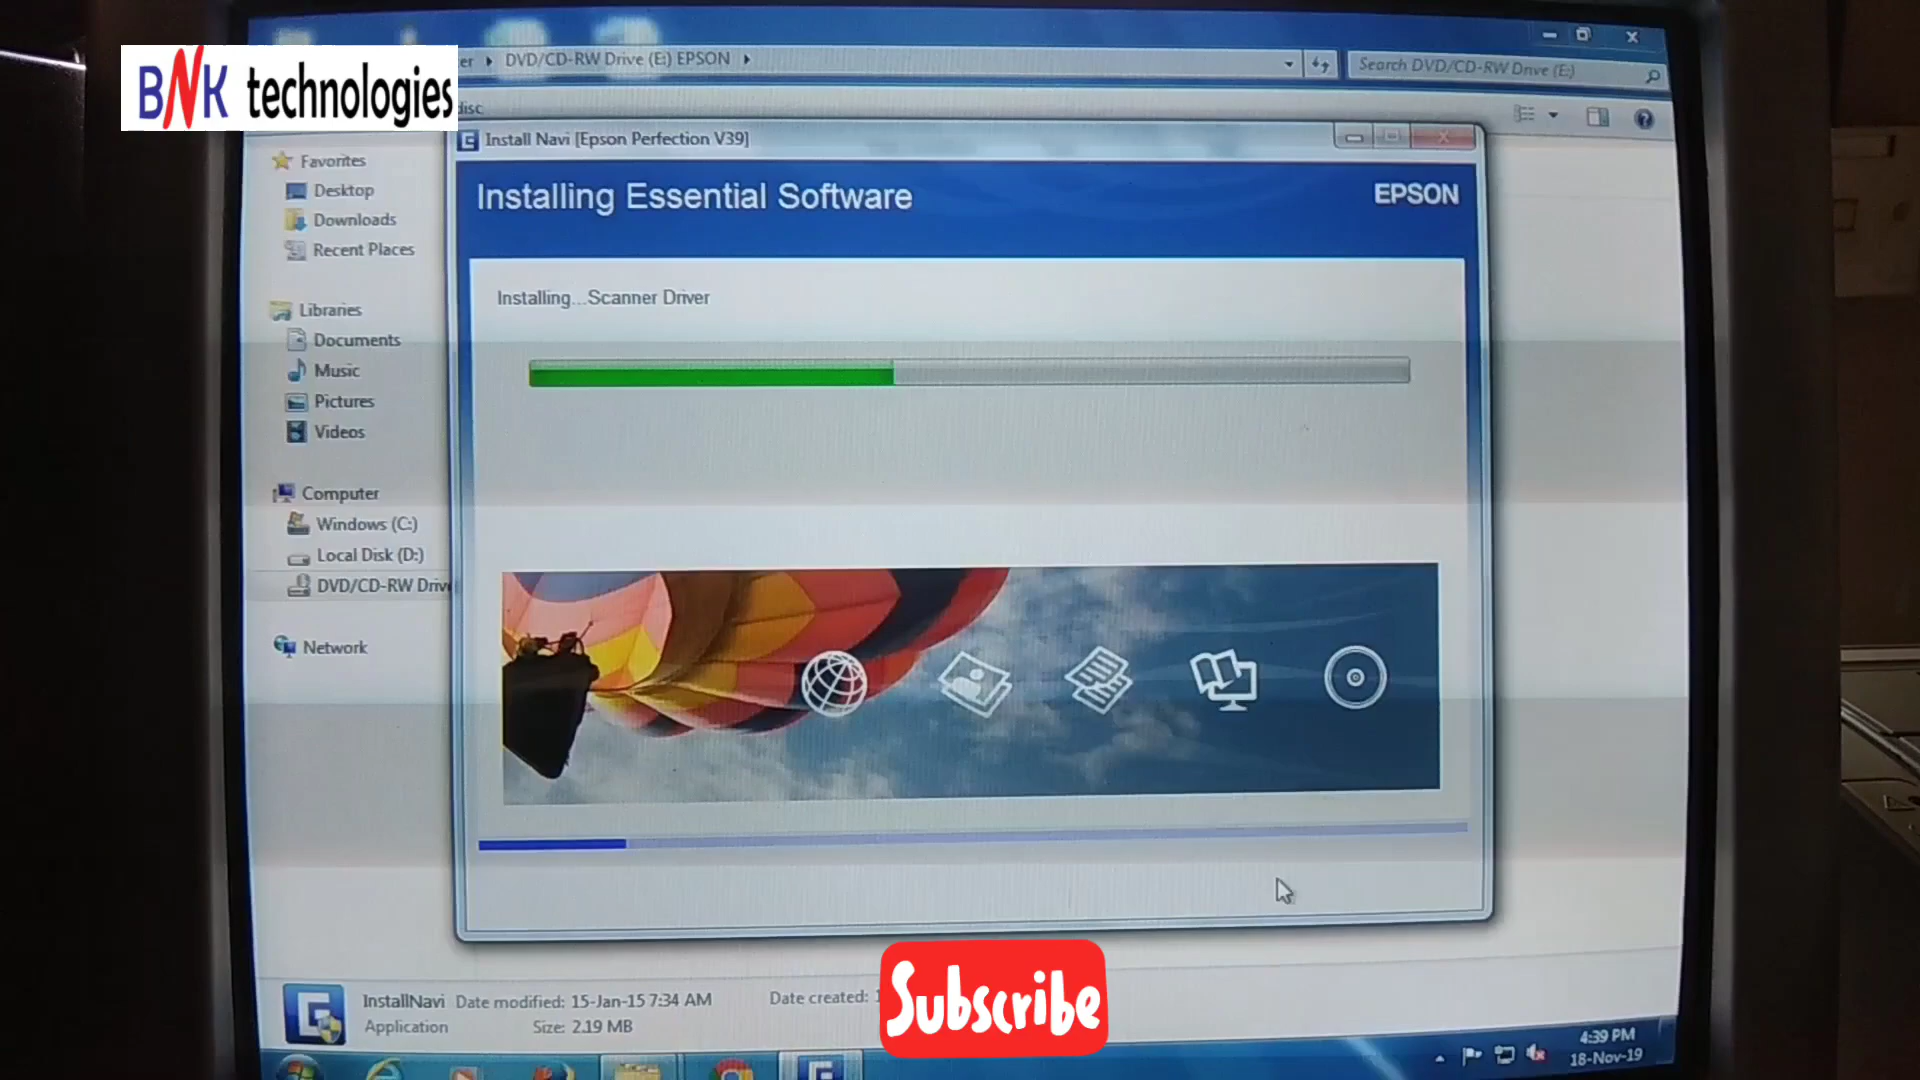 BNK technologies
DVD/CD-RW Drive (E:) EPSON
Search DVD/CD-RW Drive (E:)
disc
Install Navi [Epson Perfection V39]
Installing Essential Software
EPSON
Installing...Scanner Driver
Favorites
Desktop
Downloads
Recent Places
Libraries
Documents
Music
Pictures
Videos
Computer
Windows (C:)
Local Disk (D:)
DVD/CD-RW Driv
Network
InstallNavi Date modified: 15-Jan-15 7:34 AM Date created:
Application Size: 2.19 MB
Subscribe
4:39 PM
18-Nov-19